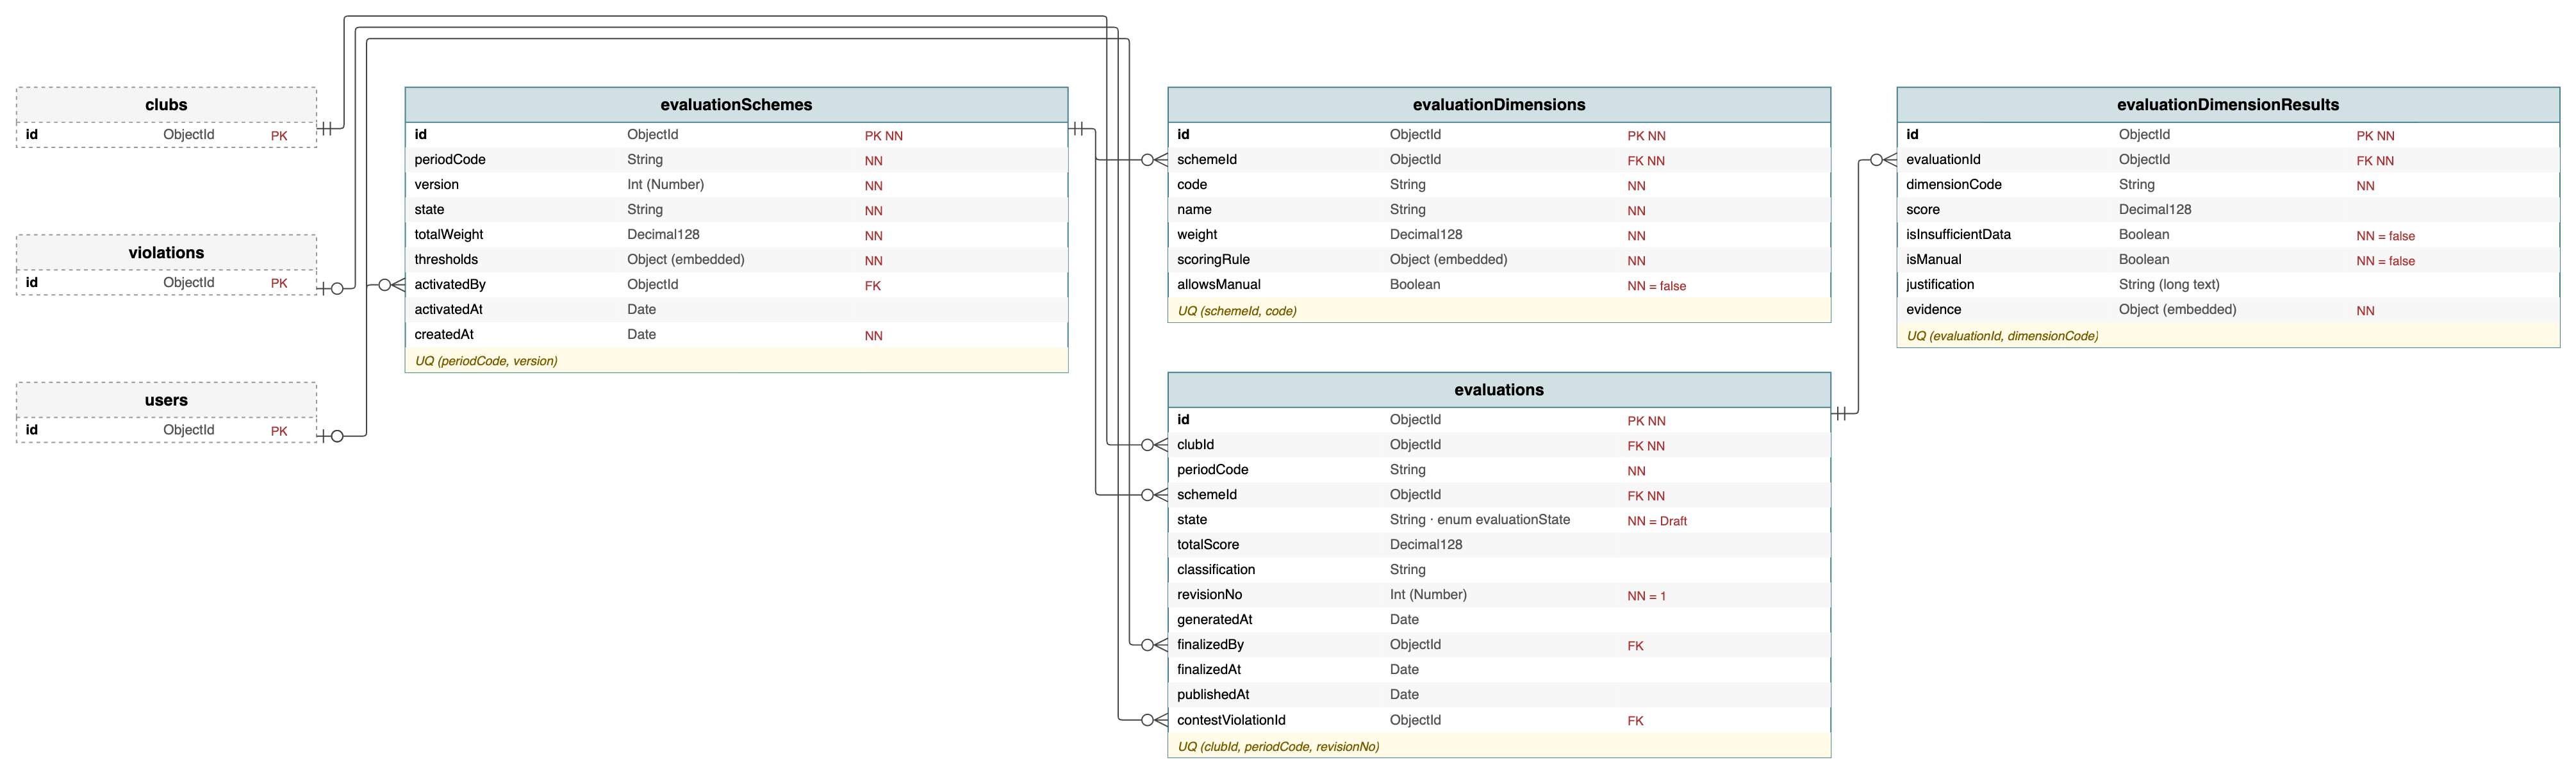 clubs
id ObjectId PK
violations
id ObjectId PK
users
id ObjectId PK
evaluationSchemes
id ObjectId PK NN
periodCode String NN
version Int (Number) NN
state String NN
totalWeight Decimal128 NN
thresholds Object (embedded) NN
activatedBy ObjectId FK
activatedAt Date
createdAt Date NN
UQ (periodCode, version)
evaluationDimensions
id ObjectId PK NN
schemeId ObjectId FK NN
code String NN
name String NN
weight Decimal128 NN
scoringRule Object (embedded) NN
allowsManual Boolean NN = false
UQ (schemeId, code)
evaluations
id ObjectId PK NN
clubId ObjectId FK NN
periodCode String NN
schemeId ObjectId FK NN
state String · enum evaluationState NN = Draft
totalScore Decimal128
classification String
revisionNo Int (Number) NN = 1
generatedAt Date
finalizedBy ObjectId FK
finalizedAt Date
publishedAt Date
contestViolationId ObjectId FK
UQ (clubId, periodCode, revisionNo)
evaluationDimensionResults
id ObjectId PK NN
evaluationId ObjectId FK NN
dimensionCode String NN
score Decimal128
isInsufficientData Boolean NN = false
isManual Boolean NN = false
justification String (long text)
evidence Object (embedded) NN
UQ (evaluationId, dimensionCode)